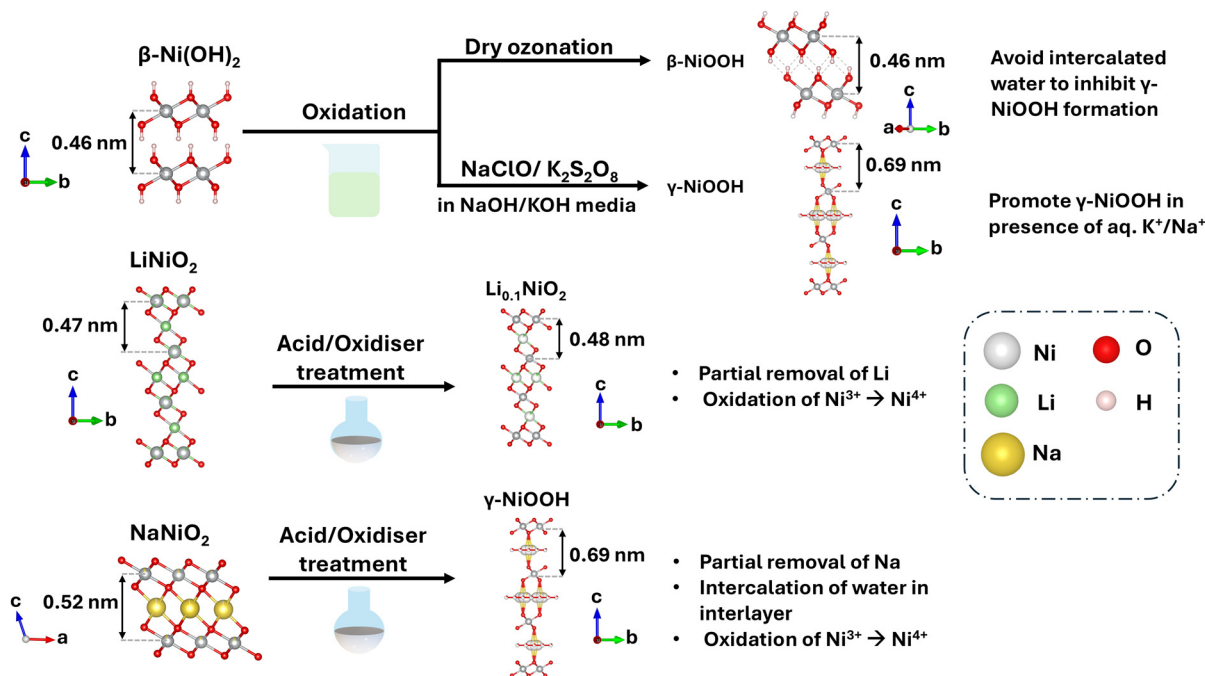 β-Ni(OH)₂
0.46 nm
c
b
Oxidation
Dry ozonation
NaClO/ K₂S₂O₈
in NaOH/KOH media
β-NiOOH
0.46 nm
c
a
b
Avoid intercalated
water to inhibit γ-
NiOOH formation
γ-NiOOH
0.69 nm
c
b
Promote γ-NiOOH in
presence of aq. K⁺/Na⁺
LiNiO₂
0.47 nm
c
b
Acid/Oxidiser
treatment
Li₀.₁NiO₂
0.48 nm
c
b
• Partial removal of Li
• Oxidation of Ni³⁺ → Ni⁴⁺
Ni
O
Li
H
Na
NaNiO₂
0.52 nm
c
a
Acid/Oxidiser
treatment
γ-NiOOH
0.69 nm
c
b
• Partial removal of Na
• Intercalation of water in
interlayer
• Oxidation of Ni³⁺ → Ni⁴⁺